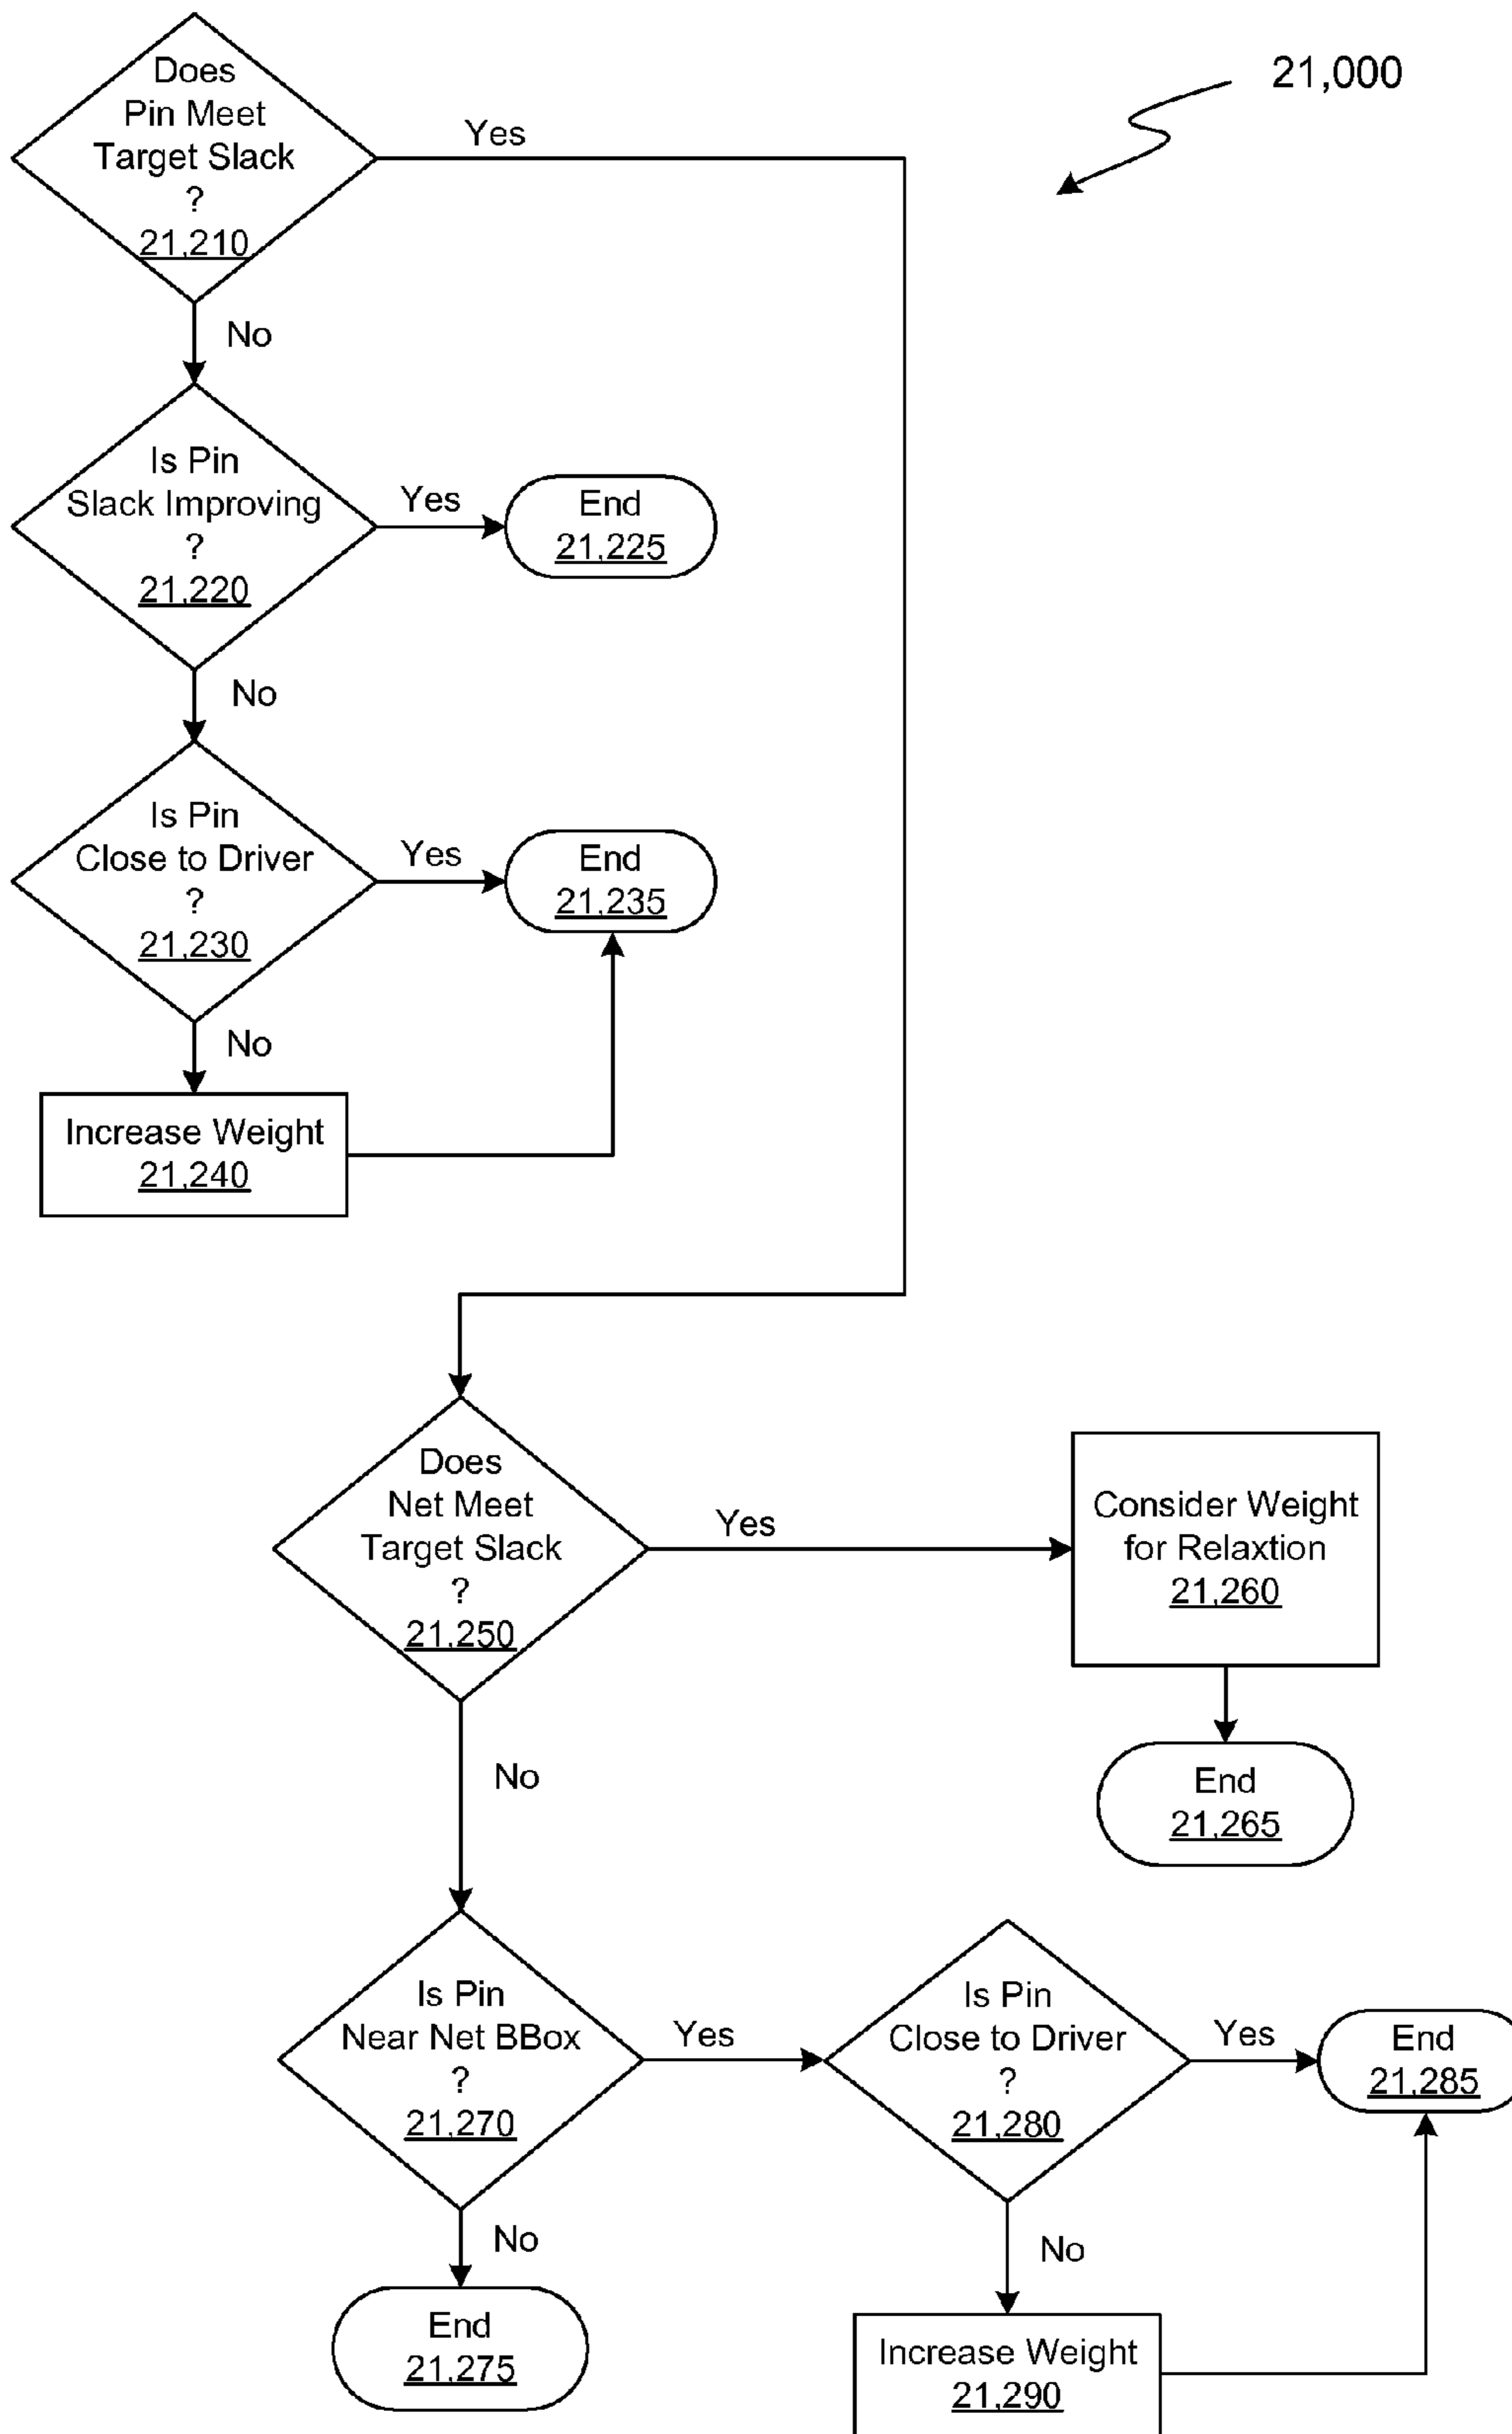 21,000
Does
Pin Meet
Target Slack
?
21,210
Yes
No
Is Pin
Slack Improving
?
21,220
Yes
End
21,225
No
Is Pin
Close to Driver
?
21,230
Yes
End
21,235
No
Increase Weight
21,240
Does
Net Meet
Target Slack
?
21,250
Yes
Consider Weight
for Relaxtion
21,260
End
21,265
No
Is Pin
Near Net BBox
?
21,270
Yes
Is Pin
Close to Driver
?
21,280
Yes
End
21,285
No
End
21,275
No
Increase Weight
21,290